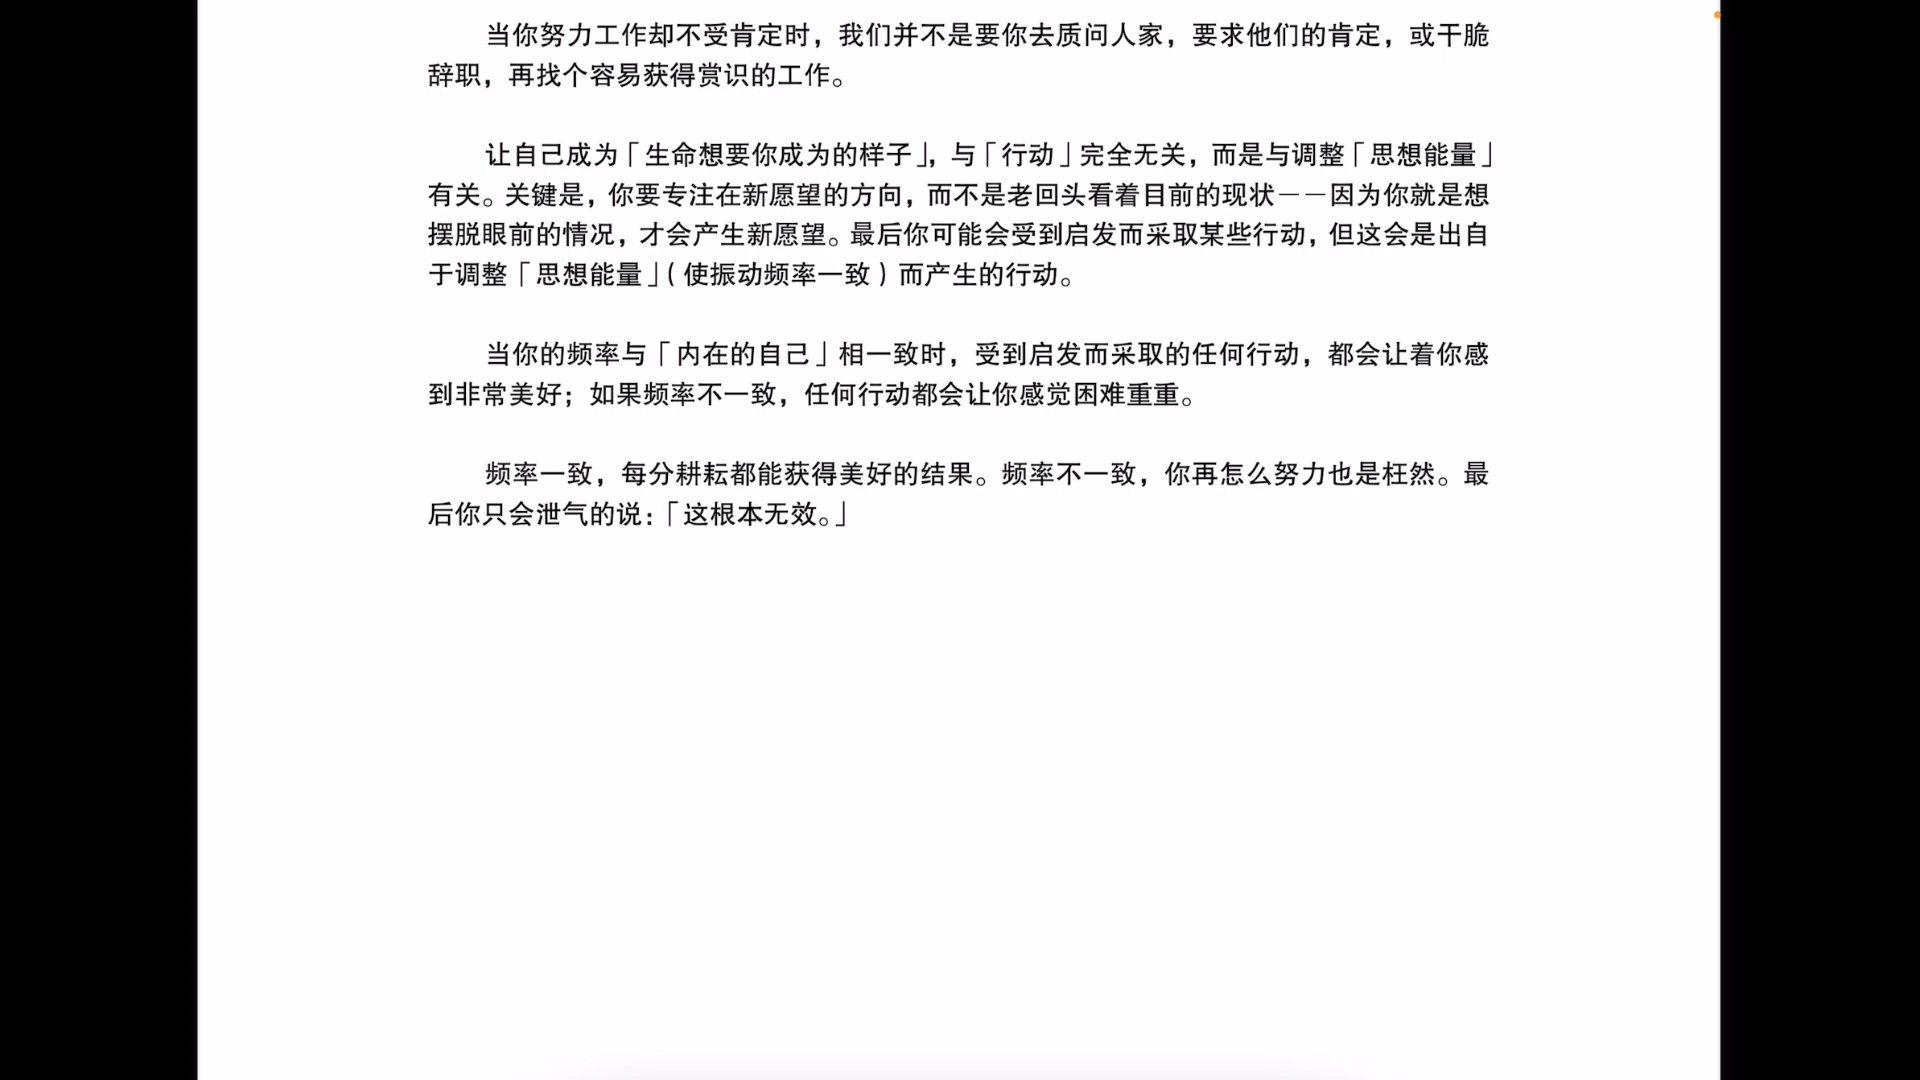 当你努力工作却不受肯定时，我们并不是要你去质问人家，要求他们的肯定，或干脆
辞职，再找个容易获得赏识的工作。
让自己成为「生命想要你成为的样子」，与「行动」完全无关，而是与调整「思想能量」
有关。关键是，你要专注在新愿望的方向，而不是老回头看着目前的现状——因为你就是想
摆脱眼前的情况，才会产生新愿望。最后你可能会受到启发而采取某些行动，但这会是出自
于调整「思想能量」（使振动频率一致）而产生的行动。
当你的频率与「内在的自己」相一致时，受到启发而采取的任何行动，都会让着你感
到非常美好；如果频率不一致，任何行动都会让你感觉困难重重。
频率一致，每分耕耘都能获得美好的结果。频率不一致，你再怎么努力也是枉然。最
后你只会泄气的说：「这根本无效。」